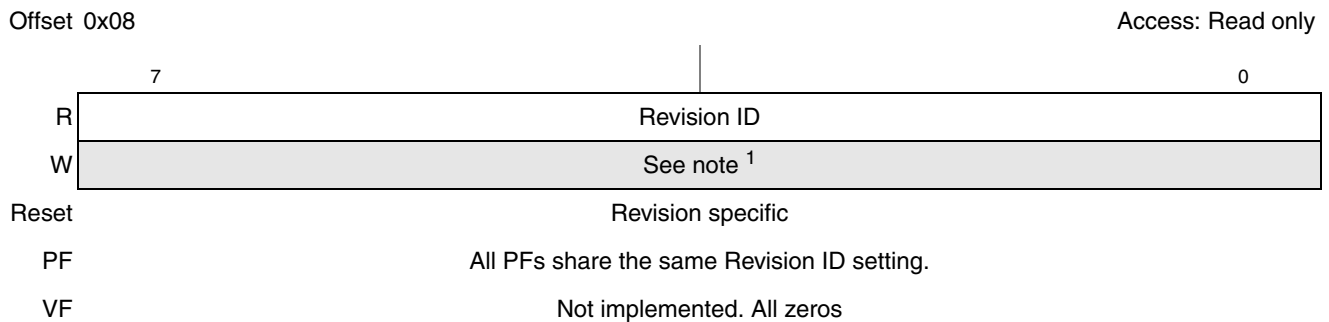 Offset 0x08 Access: Read only
7 0
R Revision ID
W See note 1
Reset Revision specific
PF All PFs share the same Revision ID setting.
VF Not implemented. All zeros